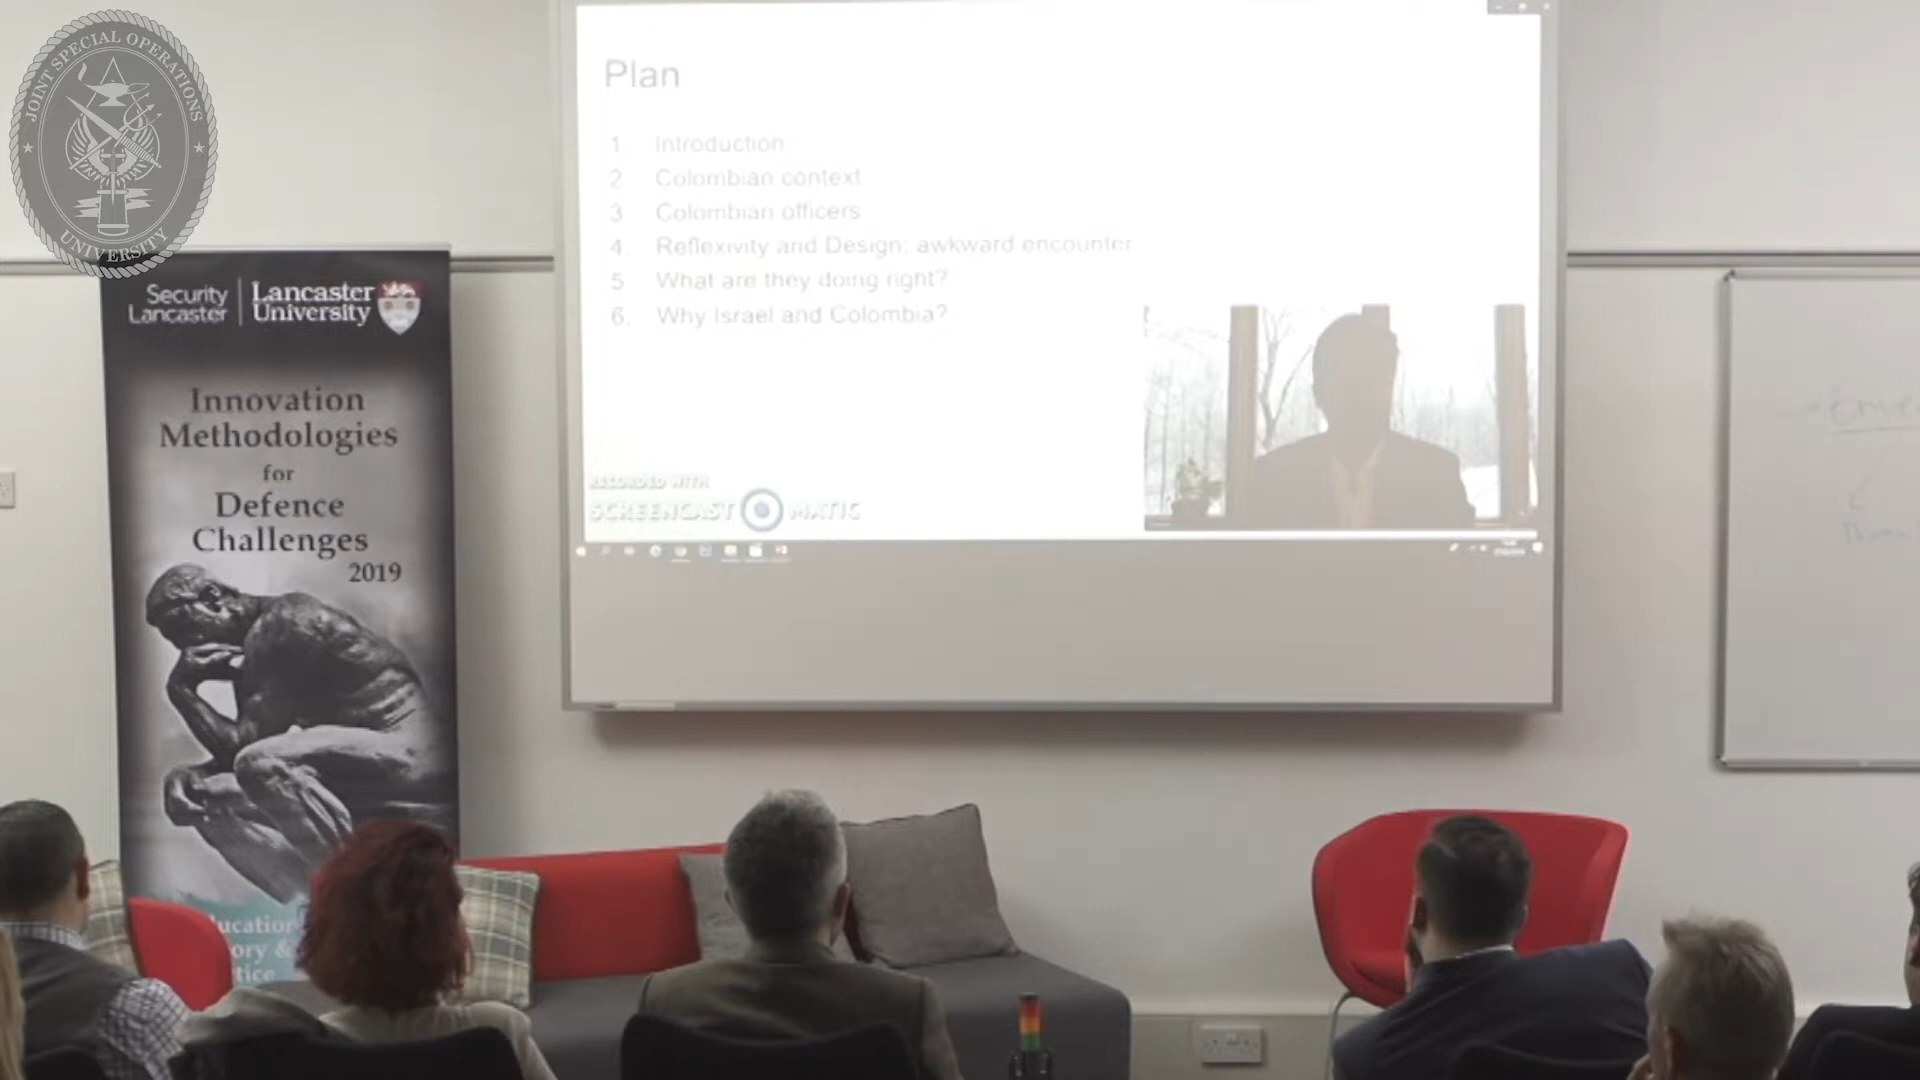 JOINT SPECIAL OPERATIONS
UNIVERSITY
Security
Lancaster
Lancaster
University
Innovation
Methodologies
for
Defence
Challenges
2019
Plan
1. Introduction
2 Colombian context
3 Colombian officers
4. Reflexivity and Design: awkward encounter
5 What are they doing right?
6. Why Israel and Colombia?
RECORDED WITH
SCREENCAST MATIC